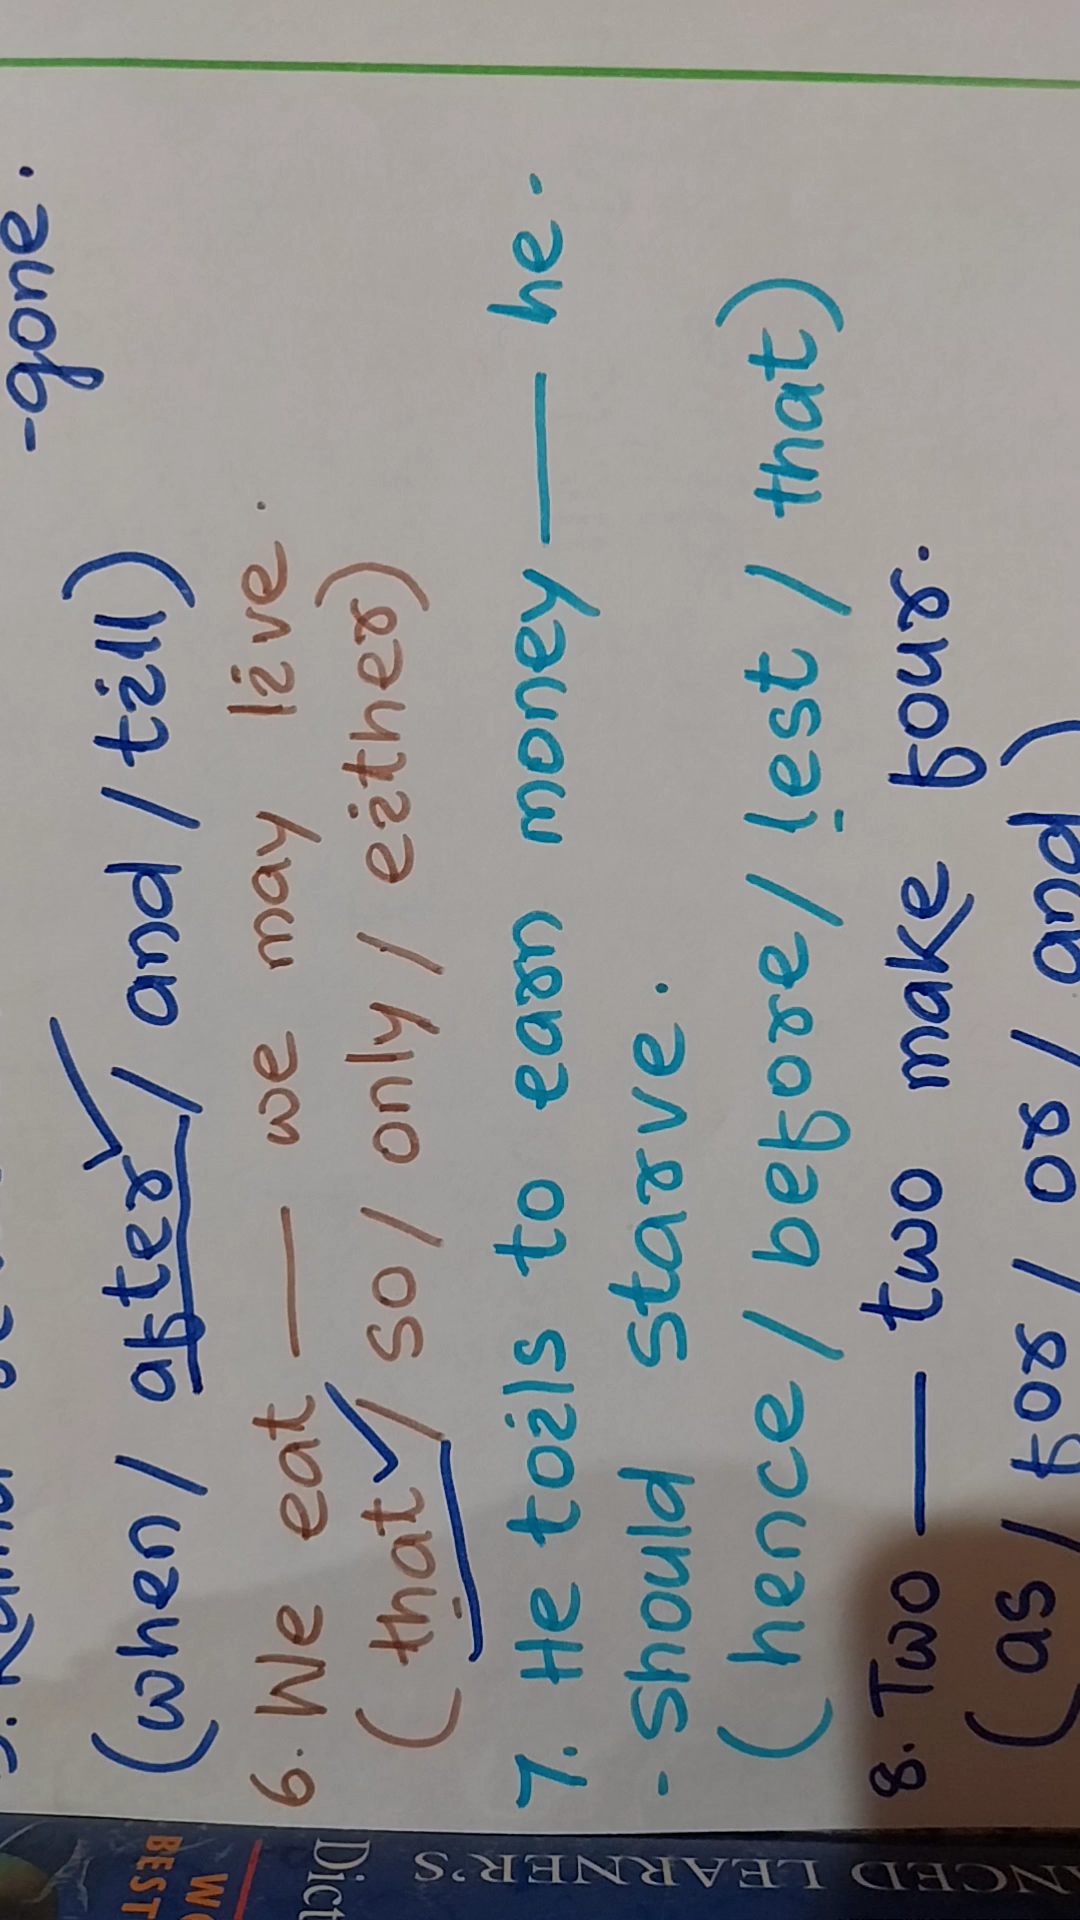 -gone.
(when / after / and / till)
6. We eat — we may live.
(that / so / only / either)
7. He toils to earn money — he.
- should starve.
(hence / before / lest / that)
8. Two — two make four.
(as / for / or / and)
LEARNER'S
Dict
BEST